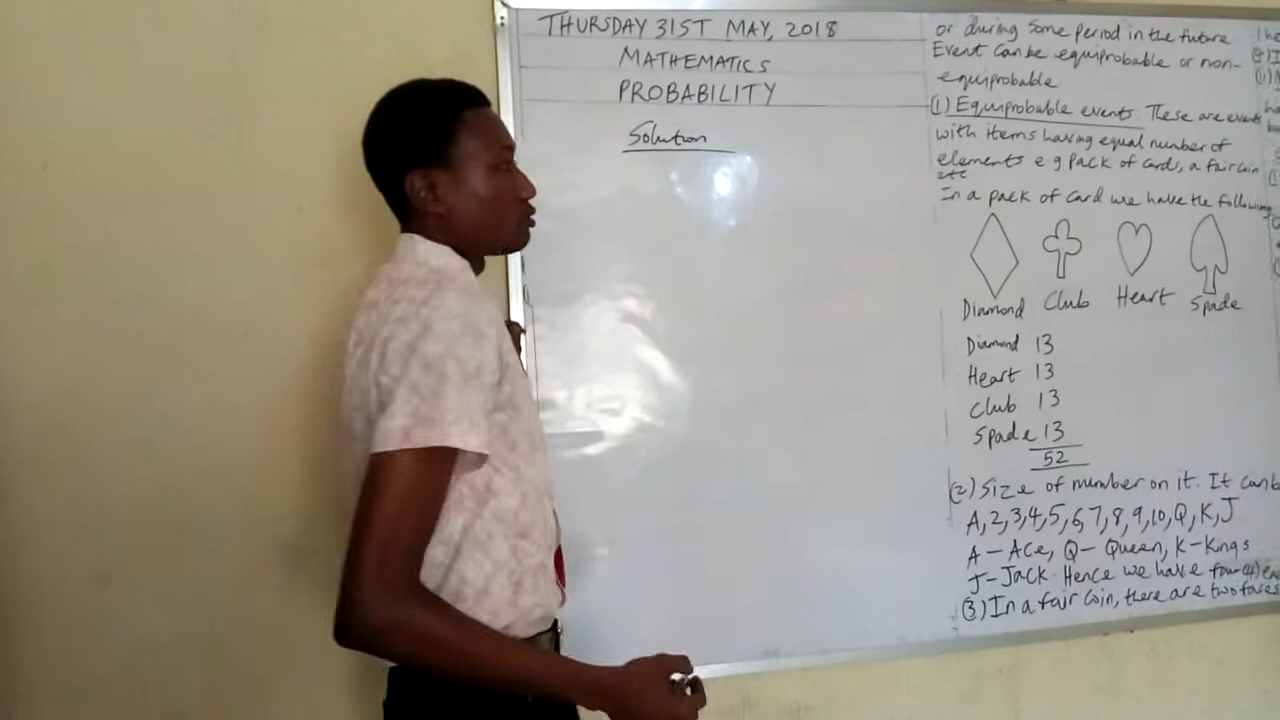 THURSDAY 31ST MAY, 2018
MATHEMATICS
PROBABILITY
Solution
or during Some Period in the future
Event Can be equiprobable or non-
equiprobable
(1) Equiprobable events. These are events
with items having equal number of
elements e g Pack of Cards, a fair Coin
etc
In a pack of Card we have the following
Diamond Club Heart Spade
Diamond 13
Heart 13
Club 13
Spade 13
52
(2) Size of number on it. It can b
A,2,3,4,5,6,7,8,9,10,Q,K,J
A - Ace, Q - Queen, K - Kings
J - Jack. Hence we have four(4) ea
(3) In a fair Coin, there are two faces